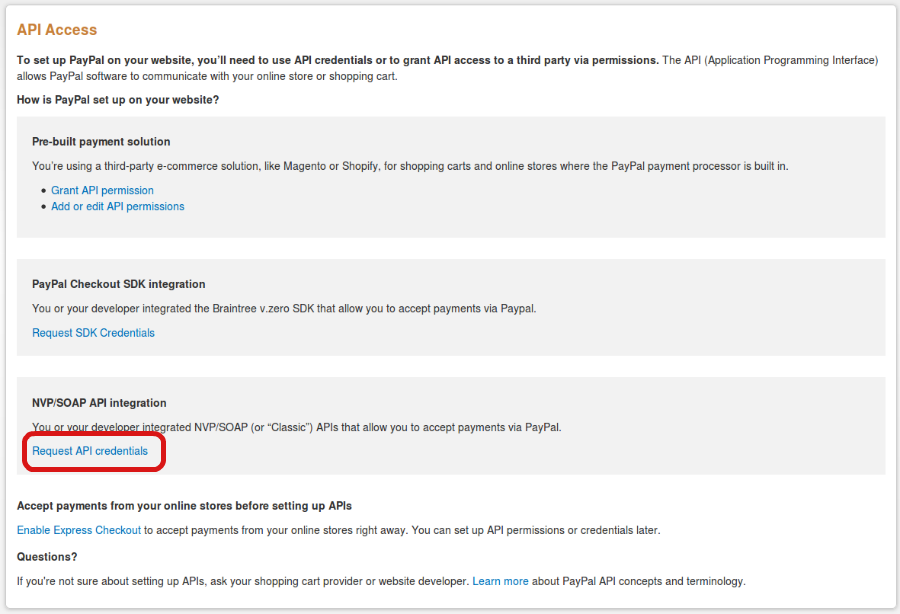 API Access
To set up PayPal on your website, you’ll need to use API credentials or to grant API access to a third party via permissions. The API (Application Programming Interface)
allows PayPal software to communicate with your online store or shopping cart.
How is PayPal set up on your website?
Pre-built payment solution
You’re using a third-party e-commerce solution, like Magento or Shopify, for shopping carts and online stores where the PayPal payment processor is built in.
• Grant API permission
• Add or edit API permissions
PayPal Checkout SDK integration
You or your developer integrated the Braintree v.zero SDK that allow you to accept payments via Paypal.
Request SDK Credentials
NVP/SOAP API integration
You or your developer integrated NVP/SOAP (or “Classic”) APIs that allow you to accept payments via PayPal.
Request API credentials
Accept payments from your online stores before setting up APIs
Enable Express Checkout to accept payments from your online stores right away. You can set up API permissions or credentials later.
Questions?
If you're not sure about setting up APIs, ask your shopping cart provider or website developer. Learn more about PayPal API concepts and terminology.